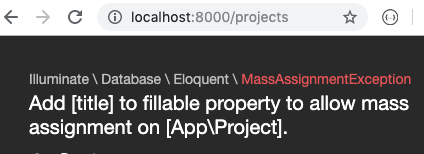 localhost:8000/projects
Illuminate \ Database \ Eloquent \ MassAssignmentException
Add [title] to fillable property to allow mass
assignment on [App\Project].